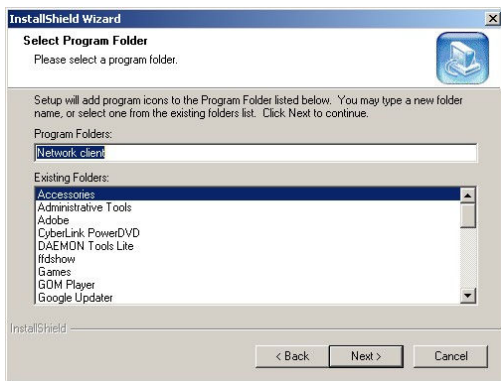 InstallShield Wizard
Select Program Folder
Please select a program folder.
Setup will add program icons to the Program Folder listed below. You may type a new folder
name, or select one from the existing folders list. Click Next to continue.
Program Folders:
Network client
Existing Folders:
Accessories
Administrative Tools
Adobe
CyberLink PowerDVD
DAEMON Tools Lite
ffdshow
Games
GOM Player
Google Updater
InstallShield
< Back Next > Cancel